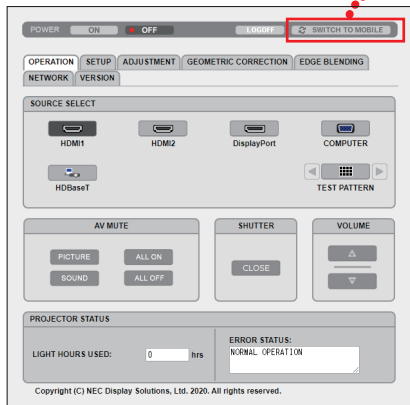 POWER ON OFF LOGOFF SWITCH TO MOBILE
OPERATION SETUP ADJUSTMENT GEOMETRIC CORRECTION EDGE BLENDING
NETWORK VERSION
SOURCE SELECT
HDMI1 HDMI2 DisplayPort COMPUTER
HDBaseT TEST PATTERN
AV MUTE SHUTTER VOLUME
PICTURE ALL ON
CLOSE
SOUND ALL OFF
PROJECTOR STATUS
ERROR STATUS:
LIGHT HOURS USED: 0 hrs NORMAL OPERATION
Copyright (C) NEC Display Solutions, Ltd. 2020. All rights reserved.